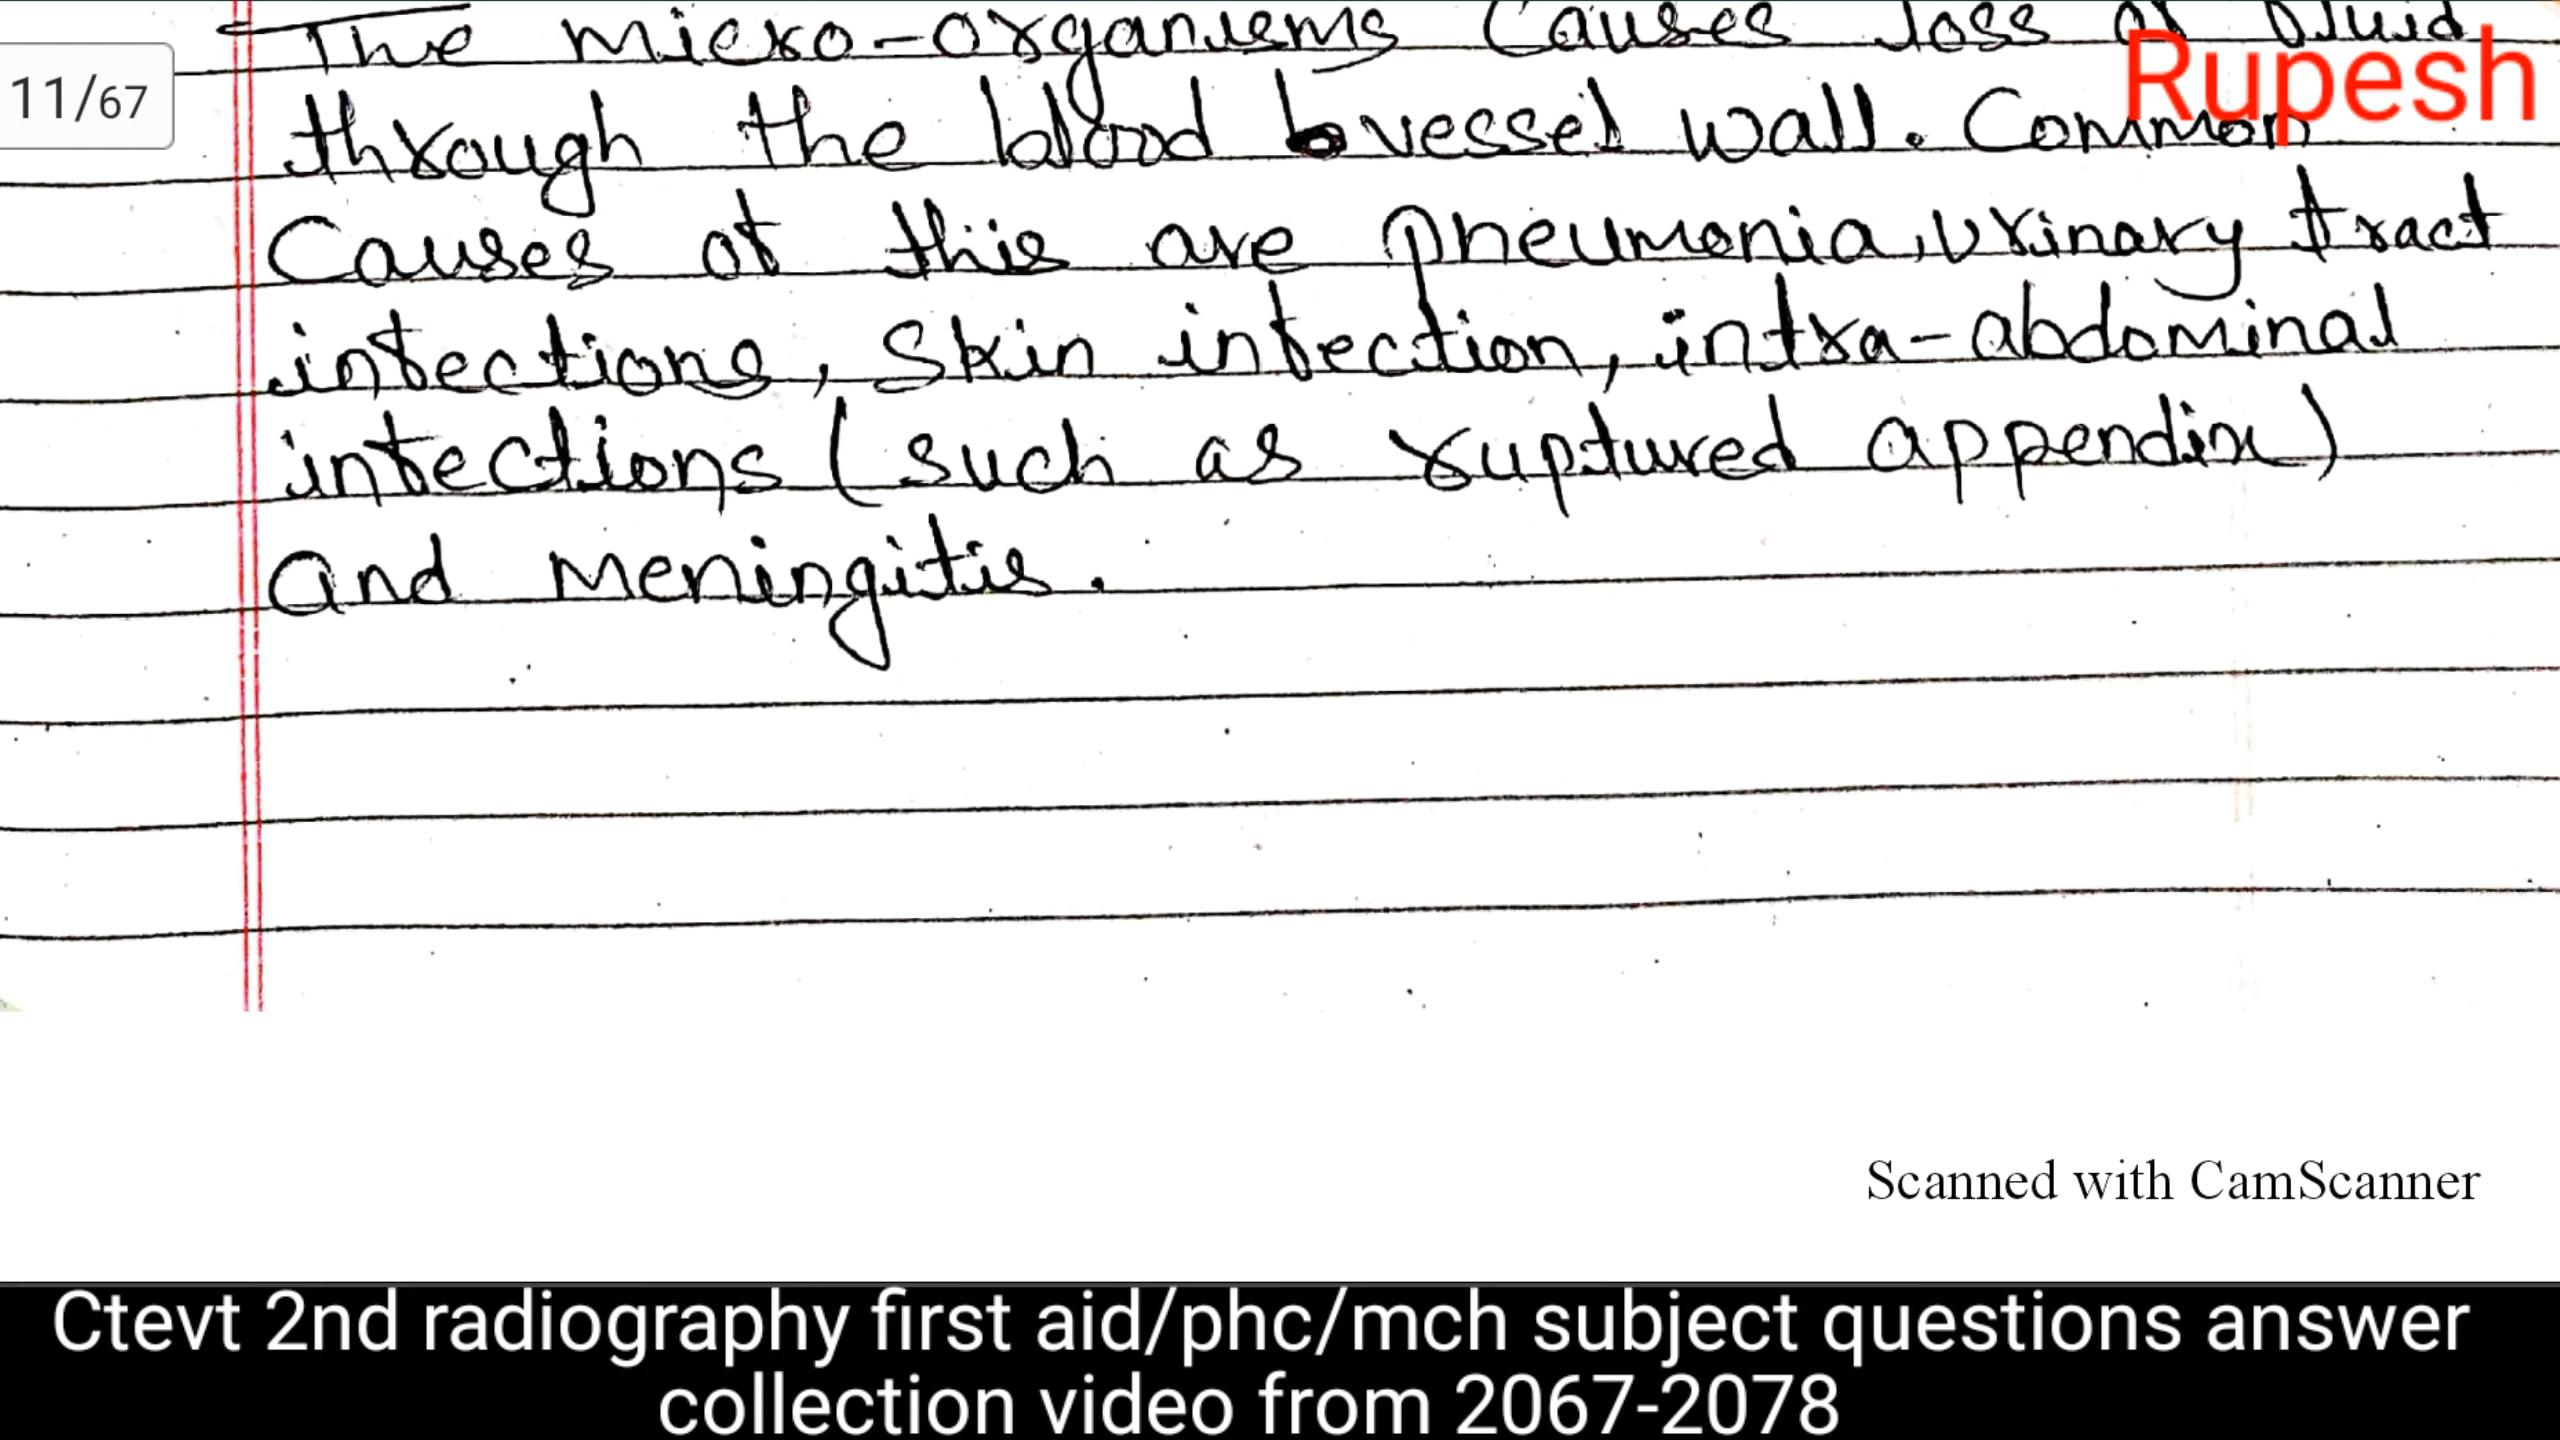 The micro-organisms causes loss of fluid
Rupesh
11/67
through the blood vessel wall. Common
Causes of this are pneumonia, urinary tract
infections, skin infection, intra-abdominal
infections (such as ruptured appendix)
and meningitis.
Scanned with CamScanner
Ctevt 2nd radiography first aid/phc/mch subject questions answer
collection video from 2067-2078